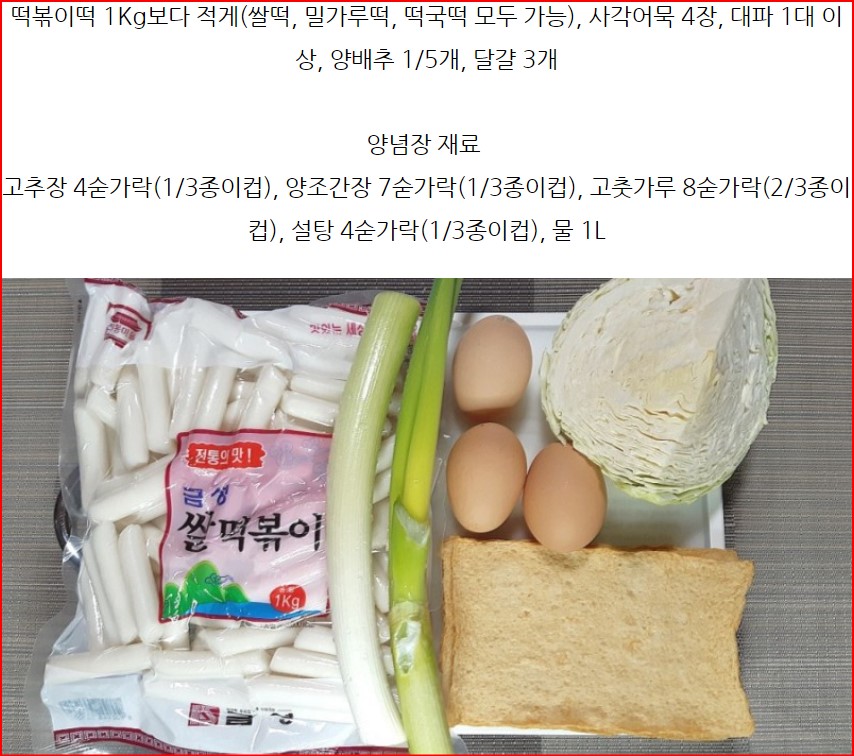 떡볶이떡 1Kg보다 적게(쌀떡, 밀가루떡, 떡국떡 모두 가능), 사각어묵 4장, 대파 1대 이
상, 양배추 1/5개, 달걀 3개
양념장 재료
고추장 4숟가락(1/3종이컵), 양조간장 7숟가락(1/3종이컵), 고춧가루 8숟가락(2/3종이
컵), 설탕 4숟가락(1/3종이컵), 물 1L
전통의맛!
금성
쌀떡볶이
1Kg